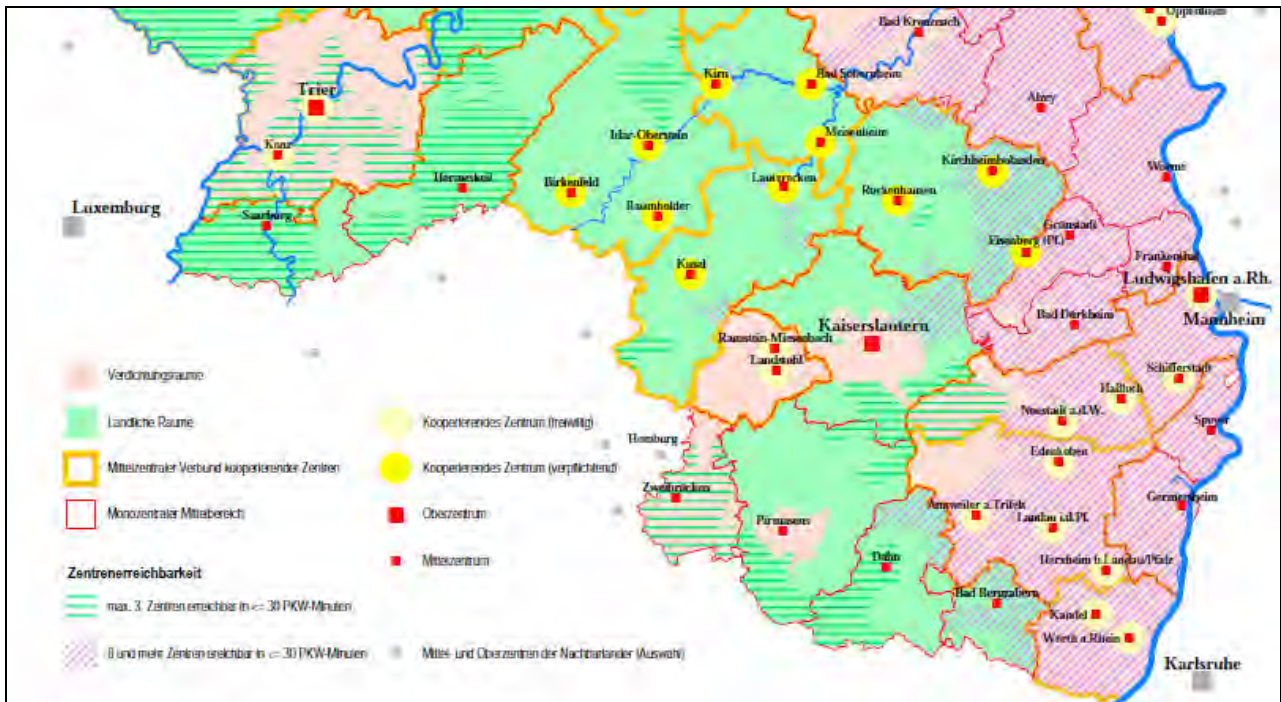 Bad Kreuznach
Oppenheim
Trier
Kirn
Bad Sobernheim
Alzey
Konz
Idar-Oberstein
Meisenheim
Kirchheimbolanden
Worms
Hermeskeil
Birkenfeld
Lauterecken
Rockenhausen
Luxemburg
Saarburg
Baumholder
Grünstadt
Eisenberg (Pf.)
Frankenthal
Kusel
Ludwigshafen a.Rh.
Mannheim
Kaiserslautern
Bad Dürkheim
Ramstein-Miesenbach
Landstuhl
Schifferstadt
Verdichtungsräume
Haßloch
Neustadt a.d.W.
Ländliche Räume
Kooperierendes Zentrum (freiwillig)
Speyer
Homburg
Edenkoben
Mittelzentraler Verbund kooperierender Zentren
Kooperierendes Zentrum (verpflichtend)
Zweibrücken
Germersheim
Monozentraler Mittelbereich
Oberzentrum
Annweiler a.Trifels
Landau i.d.Pf.
Pirmasens
Mittelzentrum
Dahn
Herxheim b.Landau/Pfalz
Zentrenerreichbarkeit
max. 3. Zentren erreichbar in <= 30 PKW-Minuten
Bad Bergzabern
Kandel
Wörth a.Rhein
8 und mehr Zentren erreichbar in <= 30 PKW-Minuten
Mittel- und Oberzentren der Nachbarländer (Auswahl)
Karlsruhe